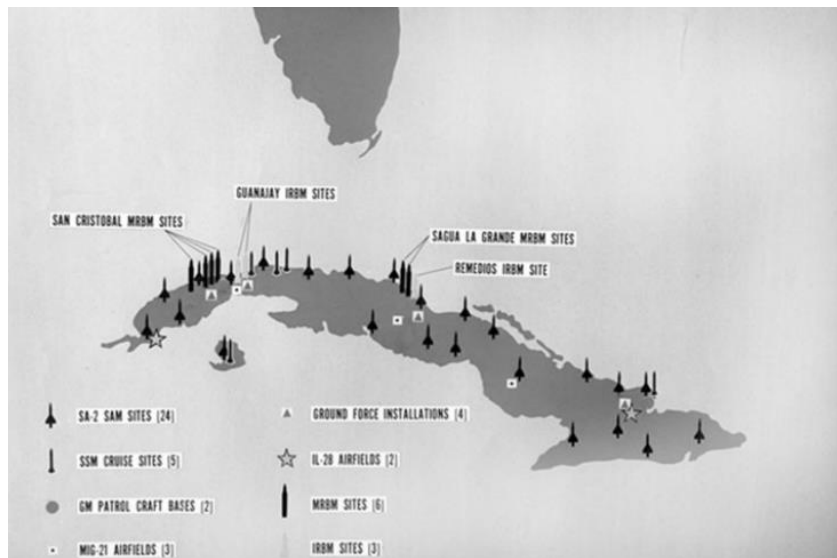 GUANAJAY IRBM SITES
SAN CRISTOBAL MRBM SITES
SAGUA LA GRANDE MRBM SITES
REMEDIOS IRBM SITE
SA-2 SAM SITES [24]
GROUND FORCE INSTALLATIONS [4]
SSM CRUISE SITES [5]
IL-28 AIRFIELDS [2]
GM PATROL CRAFT BASES [2]
MRBM SITES [6]
MIG-21 AIRFIELDS [3]
IRBM SITES [3]